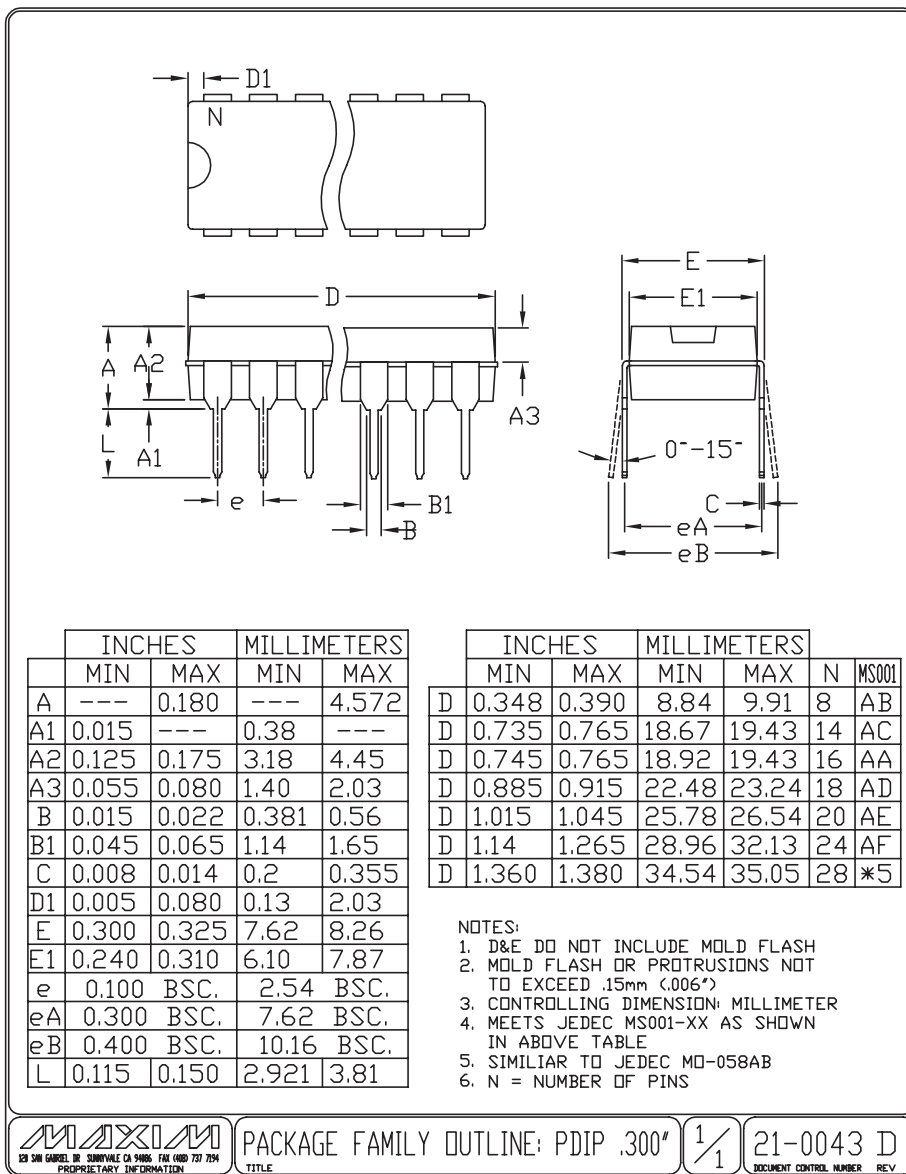 D1
N
D
E
E1
A
A2
A3
L
A1
0°-15°
e
B1
B
C
eA
eB
INCHES MILLIMETERS
MIN MAX MIN MAX
A --- 0.180 --- 4.572
A1 0.015 --- 0.38 ---
A2 0.125 0.175 3.18 4.45
A3 0.055 0.080 1.40 2.03
B 0.015 0.022 0.381 0.56
B1 0.045 0.065 1.14 1.65
C 0.008 0.014 0.2 0.355
D1 0.005 0.080 0.13 2.03
E 0.300 0.325 7.62 8.26
E1 0.240 0.310 6.10 7.87
e 0.100 BSC. 2.54 BSC.
eA 0.300 BSC. 7.62 BSC.
eB 0.400 BSC. 10.16 BSC.
L 0.115 0.150 2.921 3.81
INCHES MILLIMETERS
MIN MAX MIN MAX N MS001
D 0.348 0.390 8.84 9.91 8 AB
D 0.735 0.765 18.67 19.43 14 AC
D 0.745 0.765 18.92 19.43 16 AA
D 0.885 0.915 22.48 23.24 18 AD
D 1.015 1.045 25.78 26.54 20 AE
D 1.14 1.265 28.96 32.13 24 AF
D 1.360 1.380 34.54 35.05 28 *5
NOTES:
1. D&E DO NOT INCLUDE MOLD FLASH
2. MOLD FLASH OR PROTRUSIONS NOT
TO EXCEED .15mm (.006")
3. CONTROLLING DIMENSION: MILLIMETER
4. MEETS JEDEC MS001-XX AS SHOWN
IN ABOVE TABLE
5. SIMILIAR TO JEDEC MO-058AB
6. N = NUMBER OF PINS
MAXIM
120 SAN GABRIEL DR SUNNYVALE CA 94086 FAX (408) 737 7194
PROPRIETARY INFORMATION
PACKAGE FAMILY OUTLINE: PDIP .300"
TITLE
1/1
21-0043 D
DOCUMENT CONTROL NUMBER REV